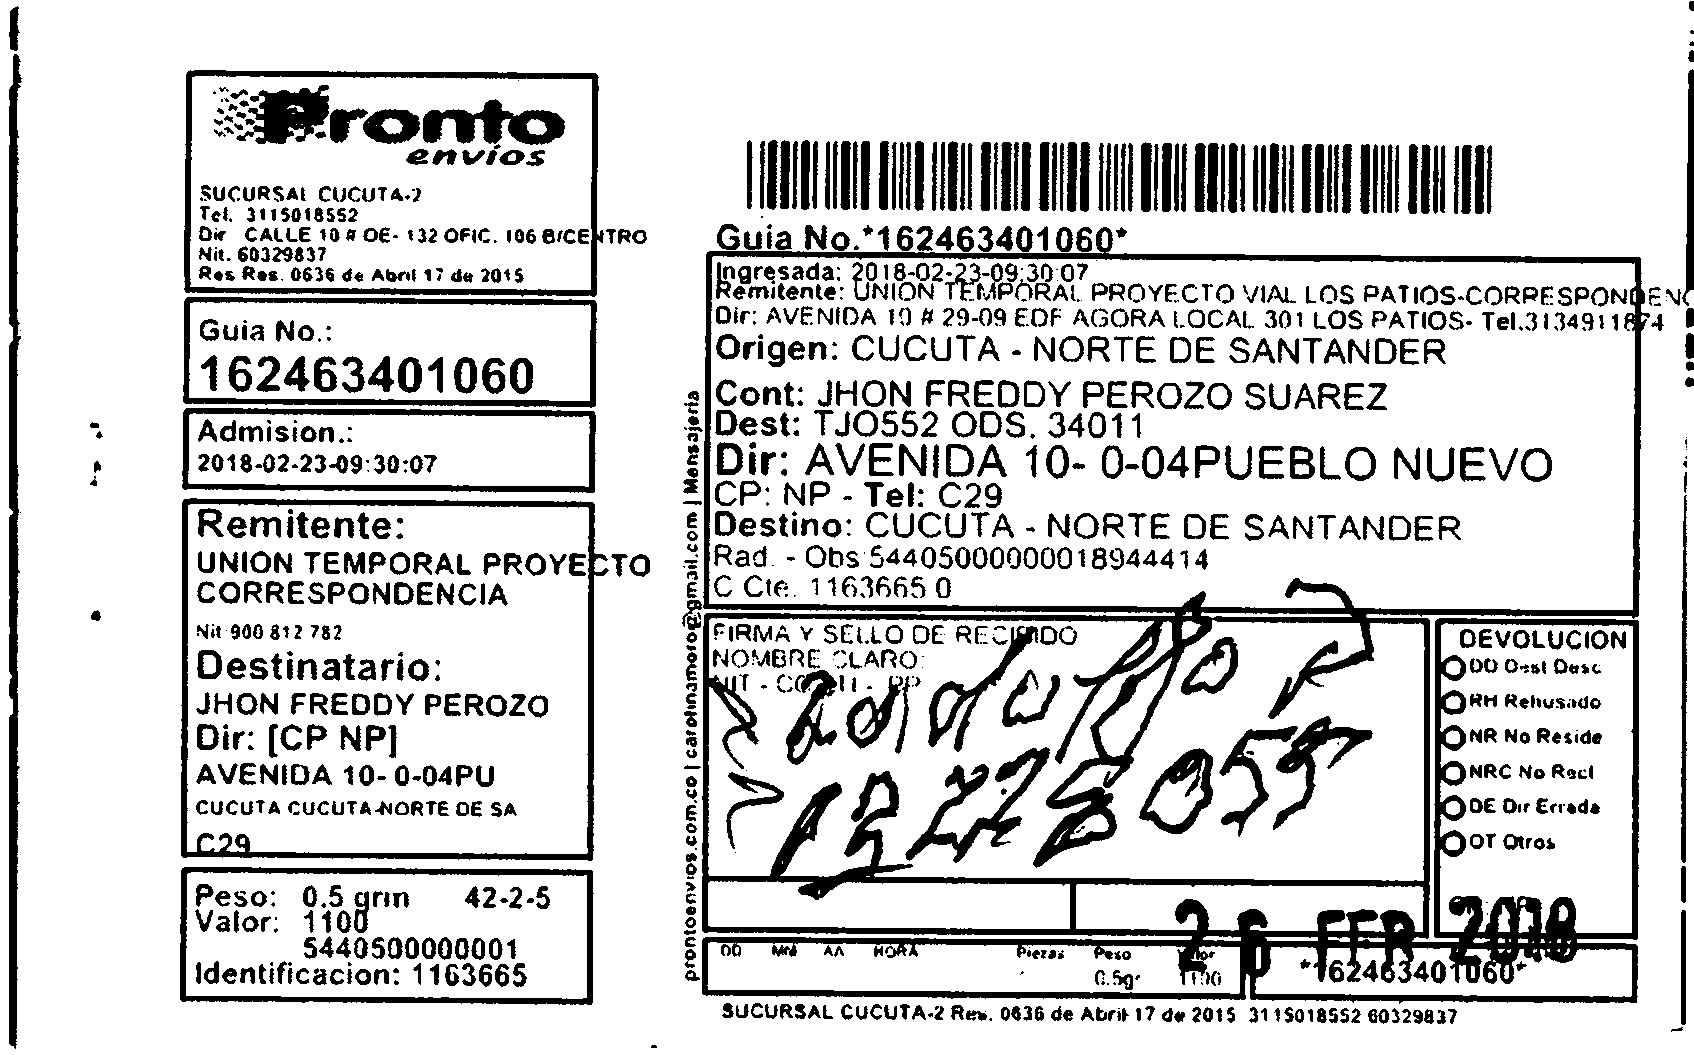 Pronto
envíos
SUCURSAL CUCUTA-2
Tel. 3115018552
Dir CALLE 10 # OE- 132 OFIC. 106 B/CENTRO
Nit. 60329837
Res Res. 0636 de Abril 17 de 2015
Guia No.:
162463401060
Admision.:
2018-02-23-09:30:07
Remitente:
UNION TEMPORAL PROYECTO
CORRESPONDENCIA
Nit 900 812 782
Destinatario:
JHON FREDDY PEROZO
Dir: [CP NP]
AVENIDA 10- 0-04PU
CUCUTA CUCUTA-NORTE DE SA
C29
Peso: 0.5 grm 42-2-5
Valor: 1100
5440500000001
Identificacion: 1163665
prontoenvios.com.co | carolinamoro@gmail.com | Mensajeria
Guia No.*162463401060*
Ingresada: 2018-02-23-09:30:07
Remitente: UNION TEMPORAL PROYECTO VIAL LOS PATIOS-CORRESPONDENC
Dir: AVENIDA 10 # 29-09 EDF AGORA LOCAL 301 LOS PATIOS- Tel.3134911874
Origen: CUCUTA - NORTE DE SANTANDER
Cont: JHON FREDDY PEROZO SUAREZ
Dest: TJO552 ODS. 34011
Dir: AVENIDA 10- 0-04PUEBLO NUEVO
CP: NP - Tel: C29
Destino: CUCUTA - NORTE DE SANTANDER
Rad. - Obs 54405000000018944414
C Cte. 1163665 0
FIRMA Y SELLO DE RECIBIDO
NOMBRE CLARO:
NIT
DEVOLUCION
DD Dest Desc
RH Rehusado
NR No Reside
NRC No Recl
DE Dir Errada
OT Otros
26 FEB 2018
DD MM AA HORA Piezas Peso Valor
0.5gr 1100
*162463401060*
SUCURSAL CUCUTA-2 Res. 0636 de Abril 17 de 2015 3115018552 60329837